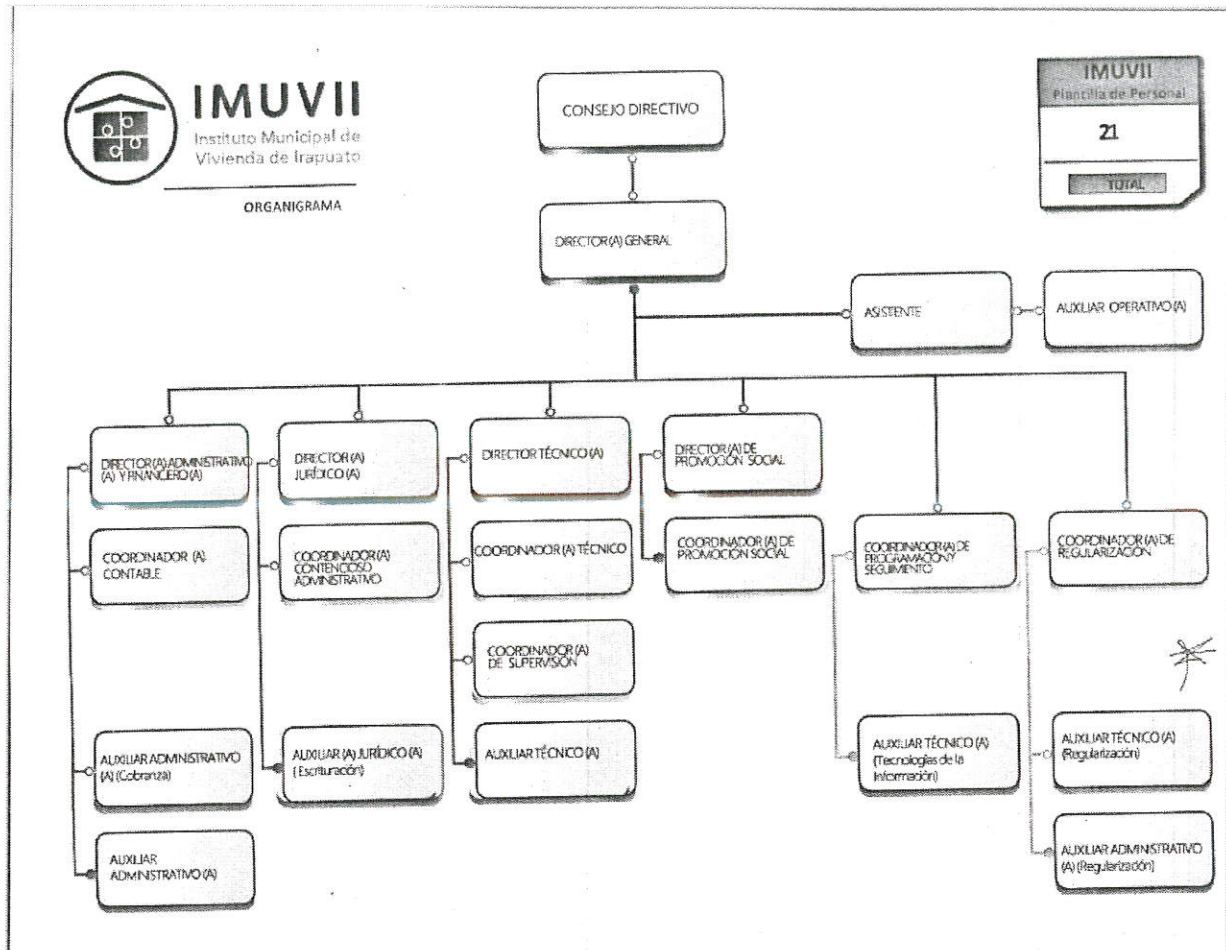 IMUVII
Instituto Municipal de
Vivienda de Irapuato
ORGANIGRAMA
IMUVII
Plantilla de Personal
21
TOTAL
CONSEJO DIRECTIVO
DIRECTOR(A) GENERAL
ASISTENTE
AUXILIAR OPERATIVO (A)
DIRECTOR(A) ADMINISTRATIVO
(A) Y FINANCIERO (A)
DIRECTOR (A)
JURÍDICO (A)
DIRECTOR TÉCNICO (A)
DIRECTOR (A) DE
PROMOCIÓN SOCIAL
COORDINADOR (A)
CONTABLE
COORDINADOR (A)
CONTENCIOSO
ADMINISTRATIVO
COORDINADOR (A) TÉCNICO
COORDINADOR (A) DE
PROMOCIÓN SOCIAL
COORDINADOR(A) DE
PROGRAMACIÓN Y
SEGUIMIENTO
COORDINADOR (A) DE
REGULARIZACIÓN
COORDINADOR (A)
DE SUPERVISIÓN
AUXILIAR ADMINISTRATIVO
(A) (Cobranza)
AUXILIAR (A) JURÍDICO (A)
(Escrituración)
AUXILIAR TÉCNICO (A)
AUXILIAR TÉCNICO (A)
(Tecnologías de la
Información)
AUXILIAR TÉCNICO (A)
(Regularización)
AUXILIAR
ADMINISTRATIVO (A)
AUXILIAR ADMINISTRATIVO
(A) (Regularización)